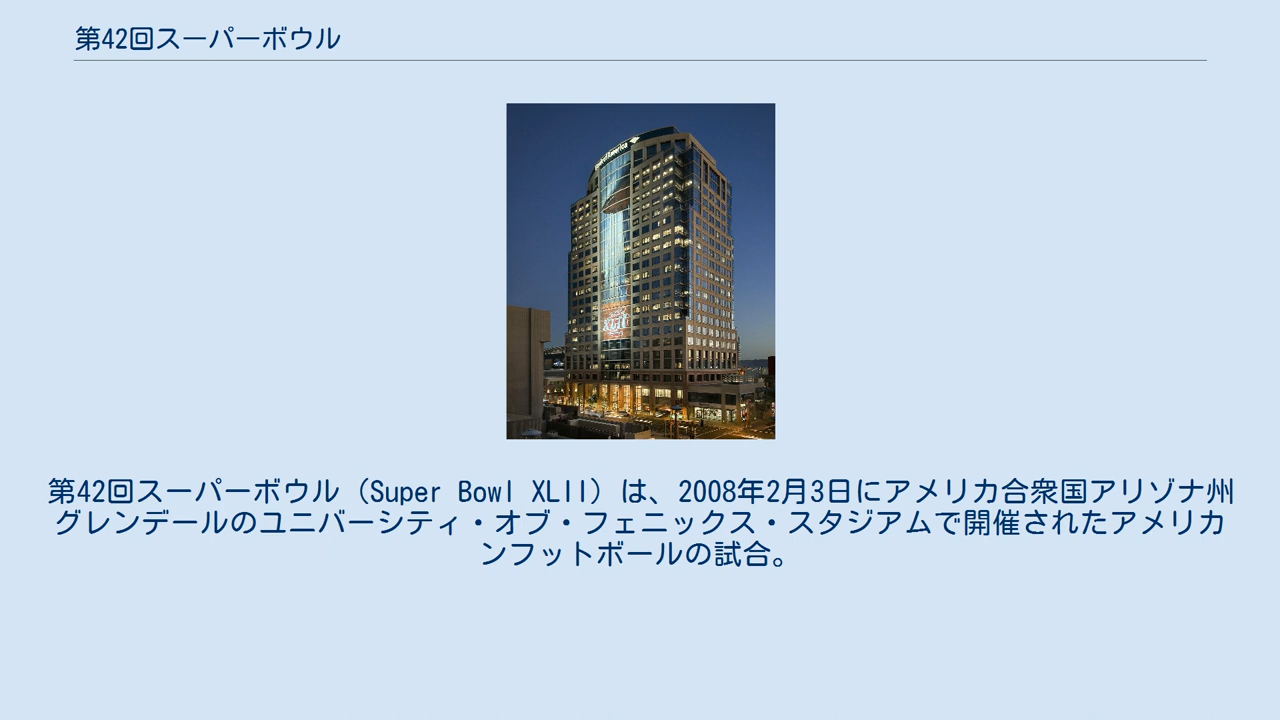 第42回スーパーボウル
第42回スーパーボウル（Super Bowl XLII）は、2008年2月3日にアメリカ合衆国アリゾナ州
グレンデールのユニバーシティ・オブ・フェニックス・スタジアムで開催されたアメリカ
ンフットボールの試合。